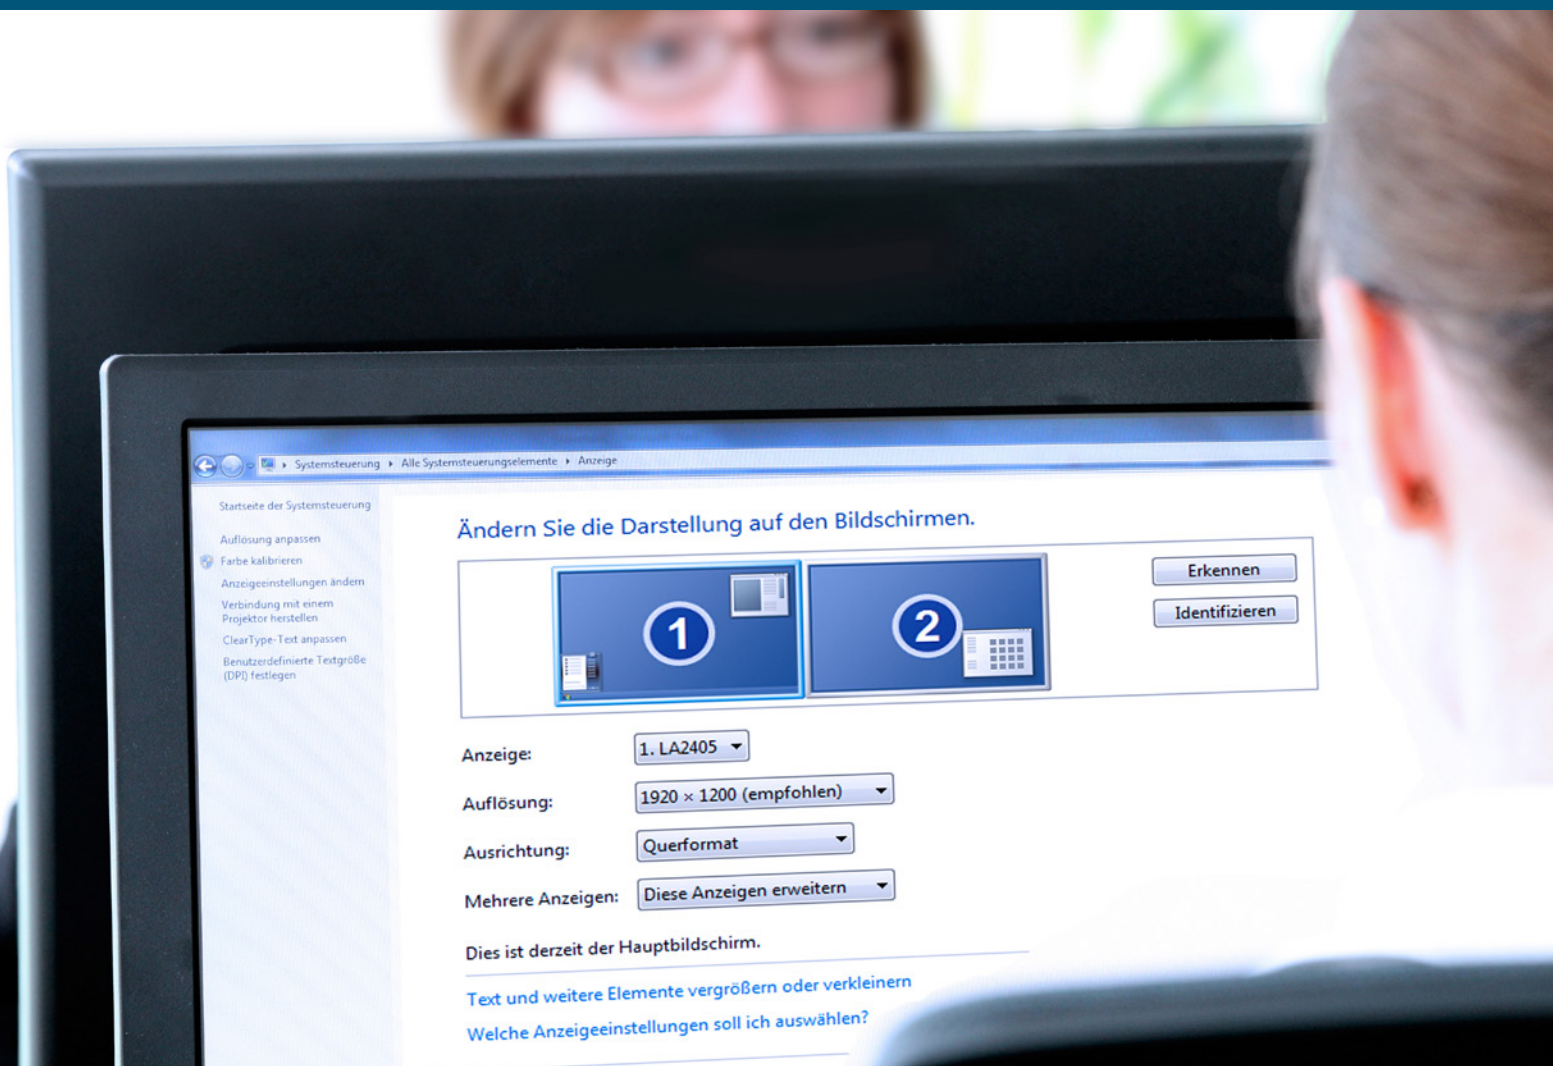 Systemsteuerung ▸ Alle Systemsteuerungselemente ▸ Anzeige
Startseite der Systemsteuerung
Auflösung anpassen
Farbe kalibrieren
Anzeigeeinstellungen ändern
Verbindung mit einem
Projektor herstellen
ClearType-Text anpassen
Benutzerdefinierte Textgröße
(DPI) festlegen
Ändern Sie die Darstellung auf den Bildschirmen.
1
2
Erkennen
Identifizieren
Anzeige: 1. LA2405
Auflösung: 1920 × 1200 (empfohlen)
Ausrichtung: Querformat
Mehrere Anzeigen: Diese Anzeigen erweitern
Dies ist derzeit der Hauptbildschirm.
Text und weitere Elemente vergrößern oder verkleinern
Welche Anzeigeeinstellungen soll ich auswählen?